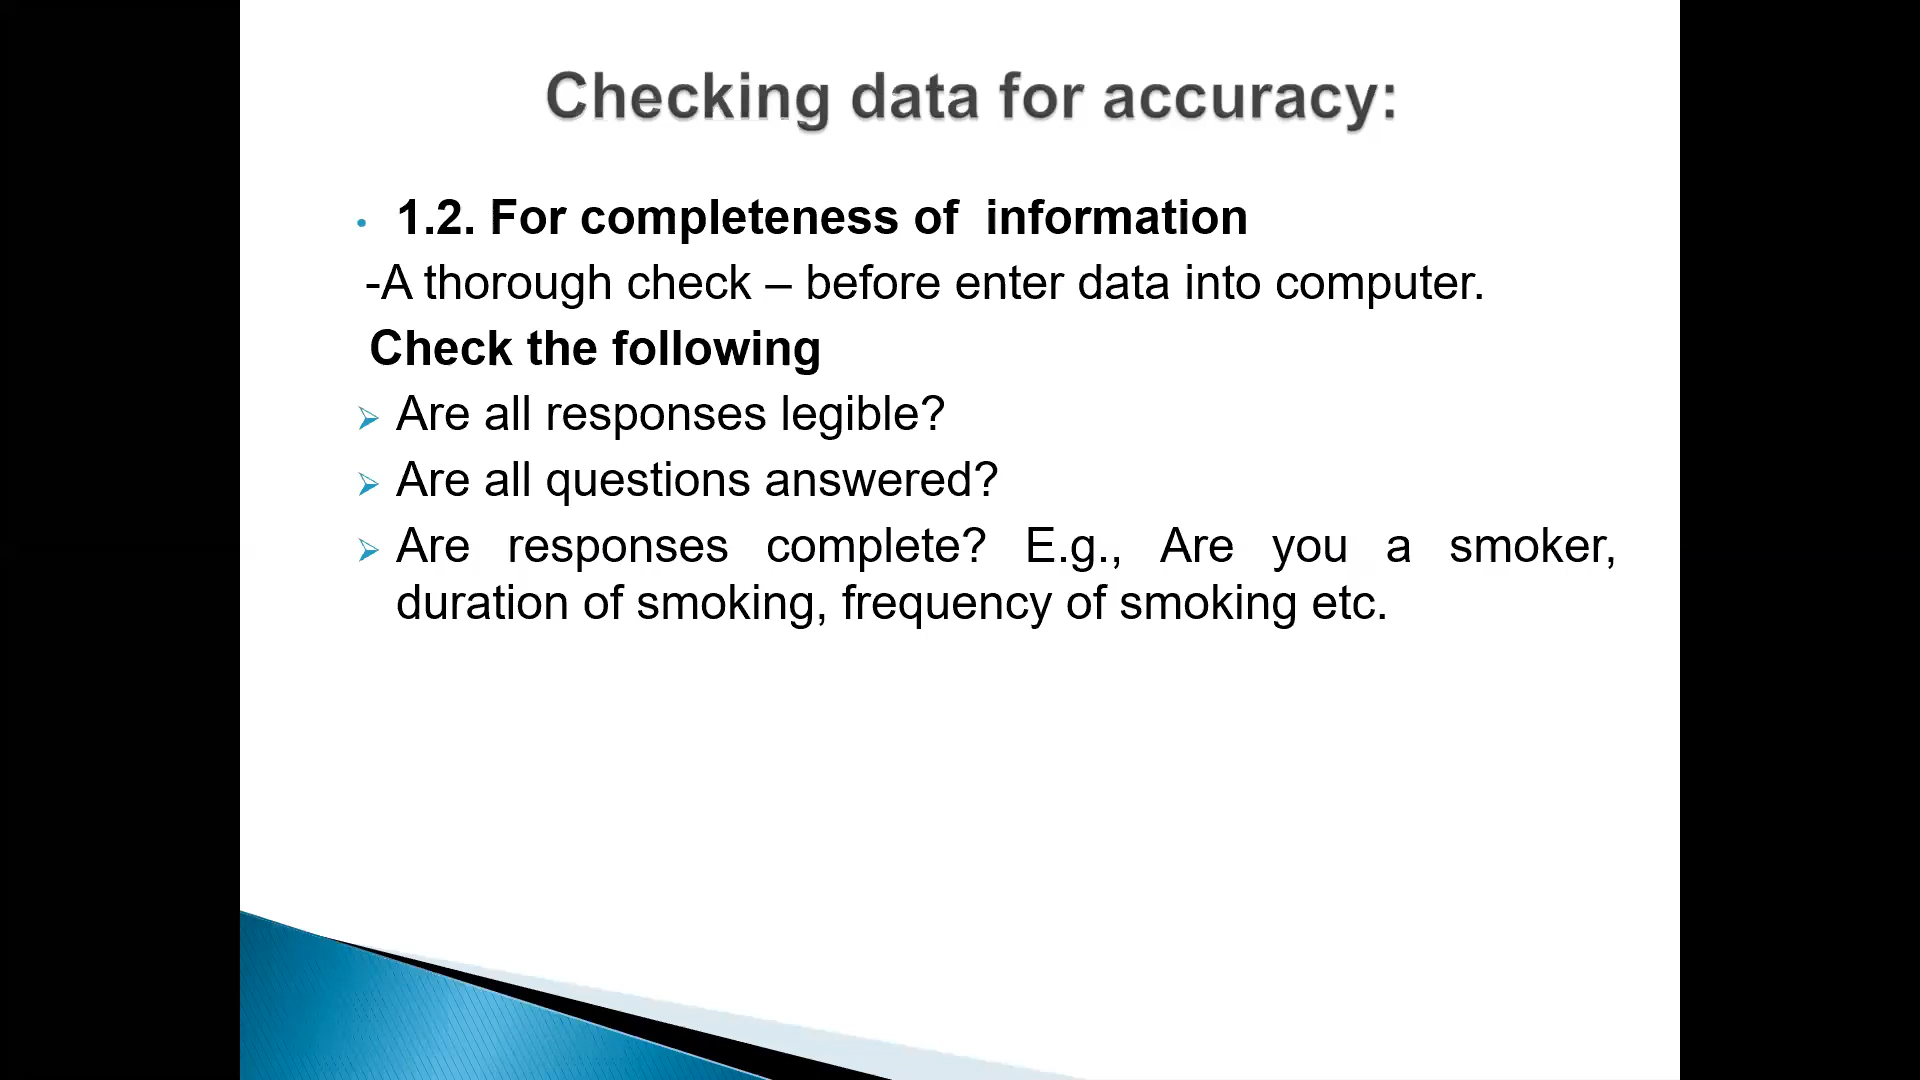 Checking data for accuracy:
• 1.2. For completeness of  information
-A thorough check – before enter data into computer.
Check the following
➢ Are all responses legible?
➢ Are all questions answered?
➢ Are responses complete? E.g., Are you a smoker,
duration of smoking, frequency of smoking etc.